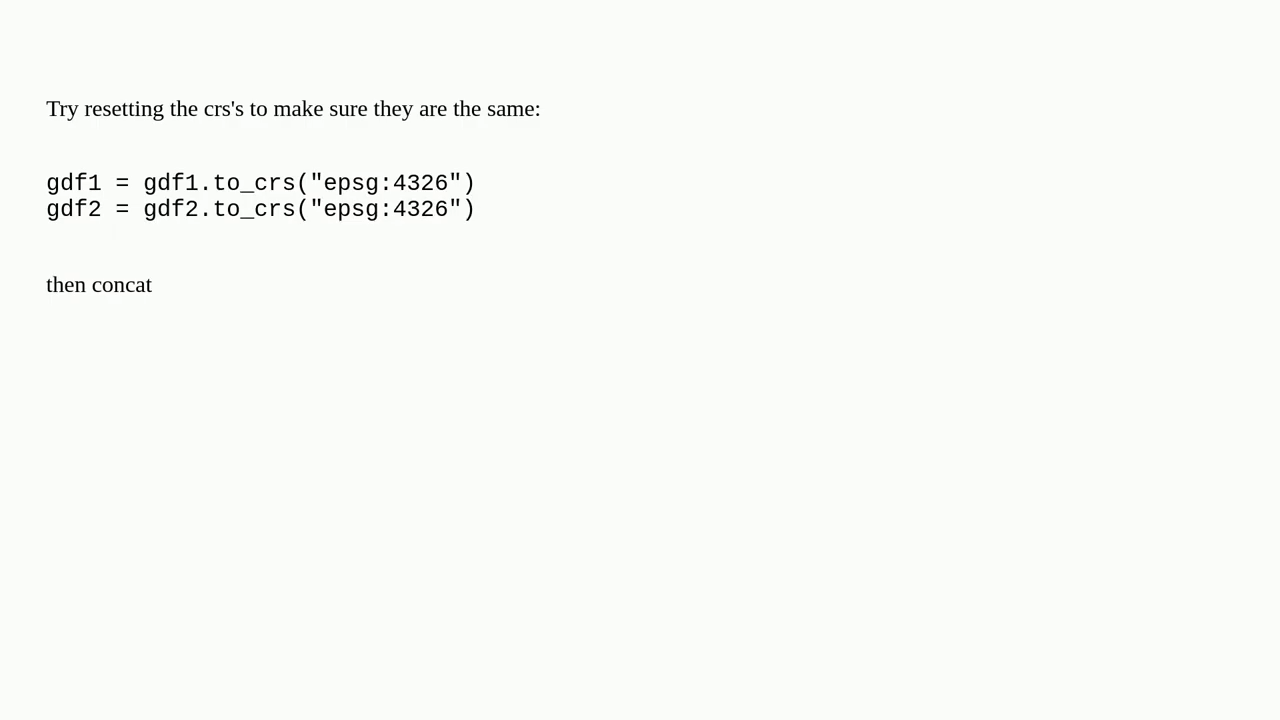 Try resetting the crs's to make sure they are the same:
gdf1 = gdf1.to_crs("epsg:4326")
gdf2 = gdf2.to_crs("epsg:4326")
then concat